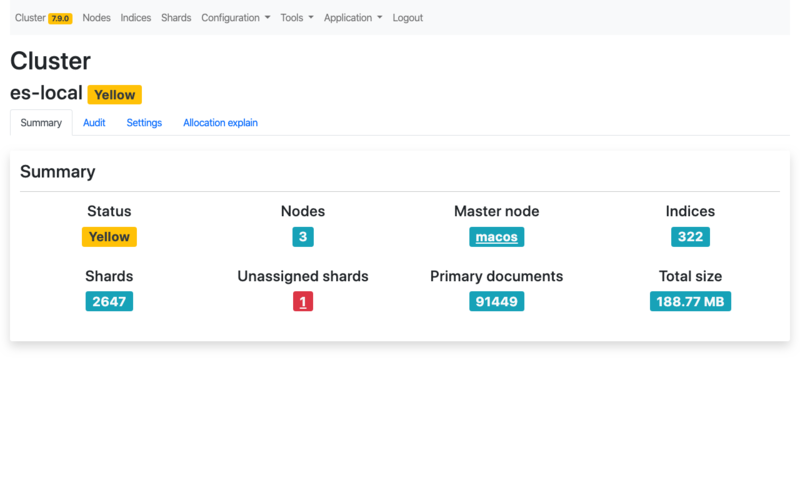 Cluster 7.9.0 Nodes Indices Shards Configuration Tools Application Logout
Cluster
es-local Yellow
Summary Audit Settings Allocation explain
Summary
Status Nodes Master node Indices
Yellow 3 macos 322
Shards Unassigned shards Primary documents Total size
2647 1 91449 188.77 MB